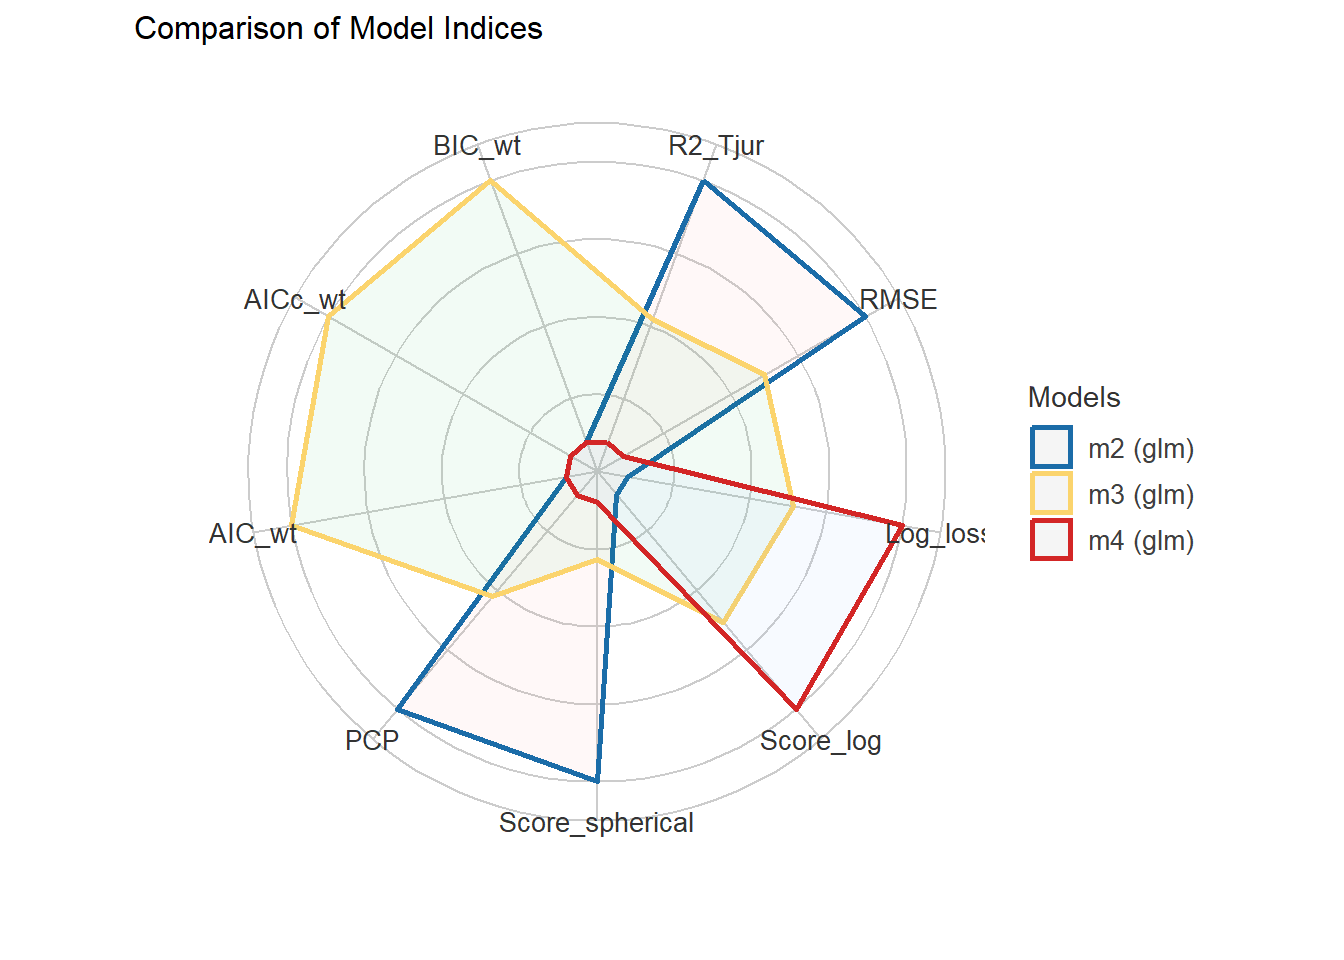 Comparison of Model Indices
BIC_wt
R2_Tjur
AICc_wt
RMSE
AIC_wt
Log_loss
PCP
Score_log
Score_spherical
Models
m2 (glm)
m3 (glm)
m4 (glm)